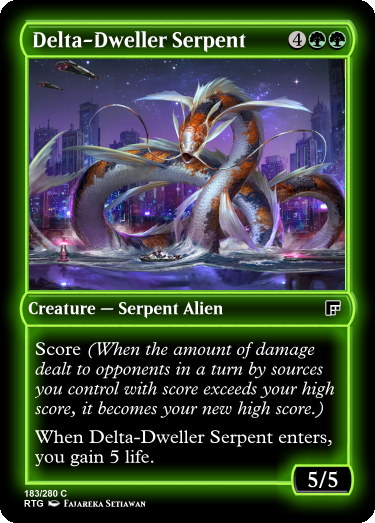 Delta-Dweller Serpent 4
Creature — Serpent Alien
Score (When the amount of damage
dealt to opponents in a turn by sources
you control with score exceeds your high
score, it becomes your new high score.)
When Delta-Dweller Serpent enters,
you gain 5 life.
5/5
183/280 C
RTG Fajareka Setiawan